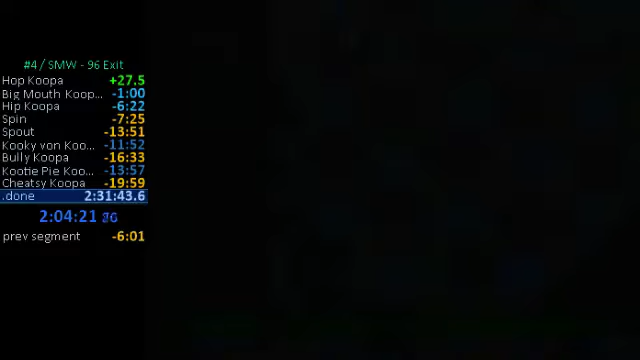 #4 / SMW - 96 Exit
Hop Koopa +27.5
Big Mouth Koop... -1:00
Hip Koopa -6:22
Spin -7:25
Spout -13:51
Kooky von Koo... -11:52
Bully Koopa -16:33
Kootie Pie Koo... -13:57
Cheatsy Koopa -19:59
.done 2:31:43.6
2:04:21
prev segment -6:01